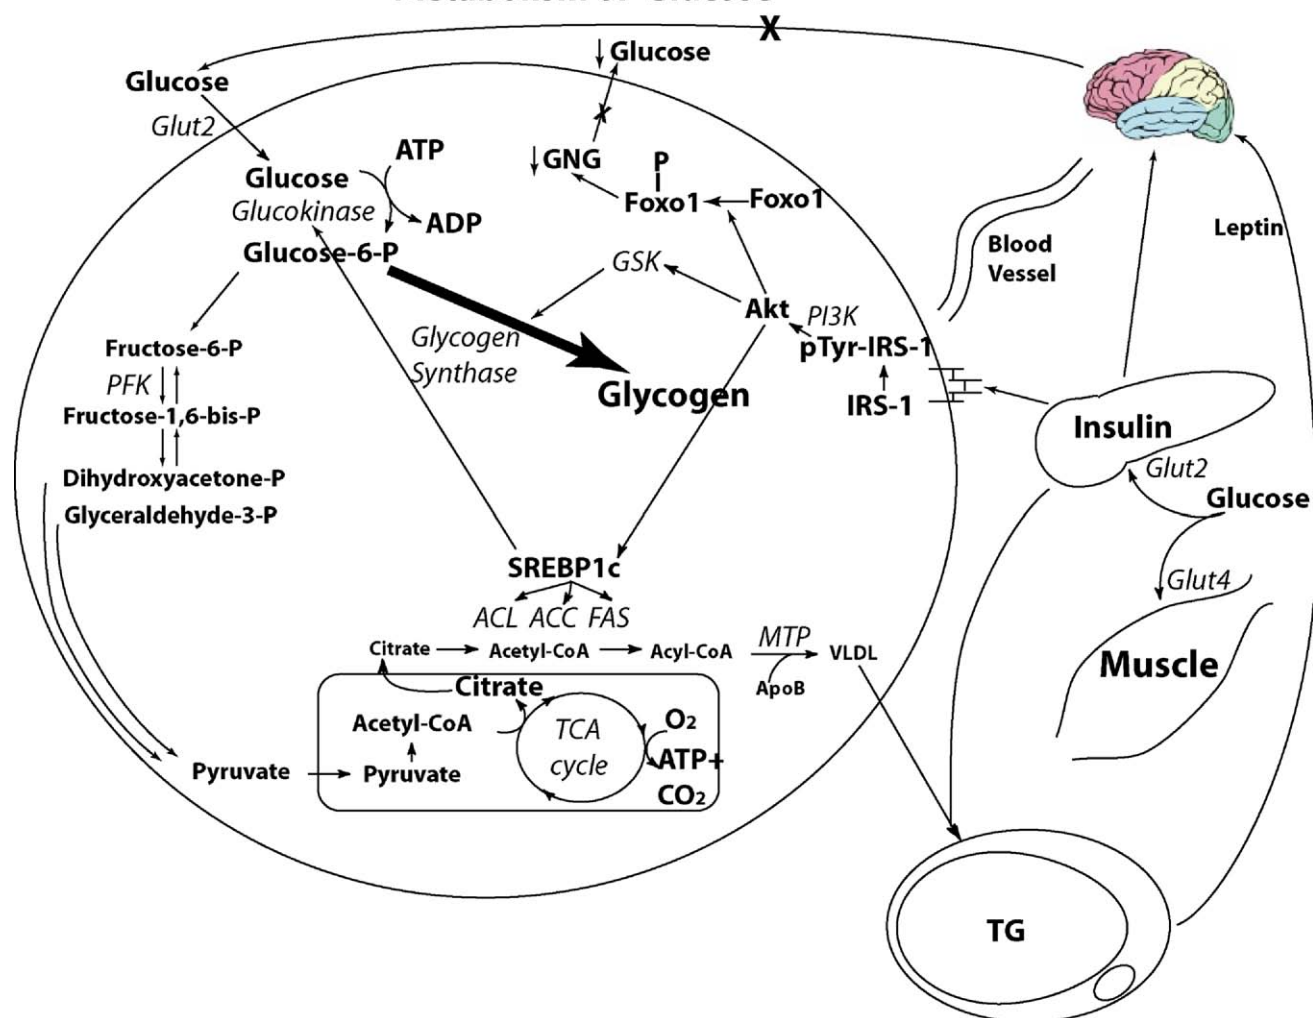 Metabolism of Glucose
X
Glucose
Glut2
Glucose
Glucokinase
Glucose-6-P
ATP
ADP
Glucose
x
GNG
P
Foxo1
Foxo1
GSK
Akt
PI3K
pTyr-IRS-1
IRS-1
Glycogen
Synthase
Glycogen
Fructose-6-P
PFK
Fructose-1,6-bis-P
Dihydroxyacetone-P
Glyceraldehyde-3-P
SREBP1c
ACL ACC FAS
Citrate
Acetyl-CoA
Acyl-CoA
MTP
VLDL
ApoB
Citrate
Acetyl-CoA
TCA
cycle
O2
ATP+
CO2
Pyruvate
Pyruvate
Blood
Vessel
Leptin
Insulin
Glut2
Glucose
Glut4
Muscle
TG